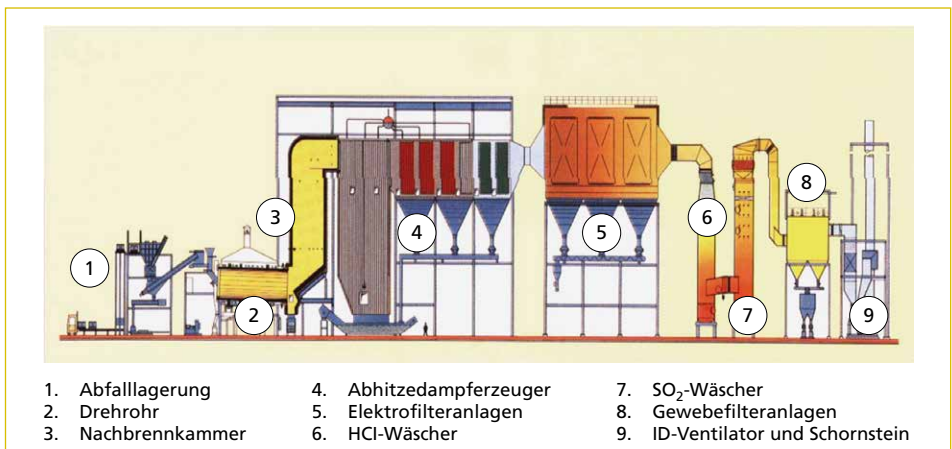 1
2
3
4
5
6
7
8
9
1. Abfalllagerung
2. Drehrohr
3. Nachbrennkammer
4. Abhitzedampferzeuger
5. Elektrofilteranlagen
6. HCl-Wäscher
7. SO₂-Wäscher
8. Gewebefilteranlagen
9. ID-Ventilator und Schornstein